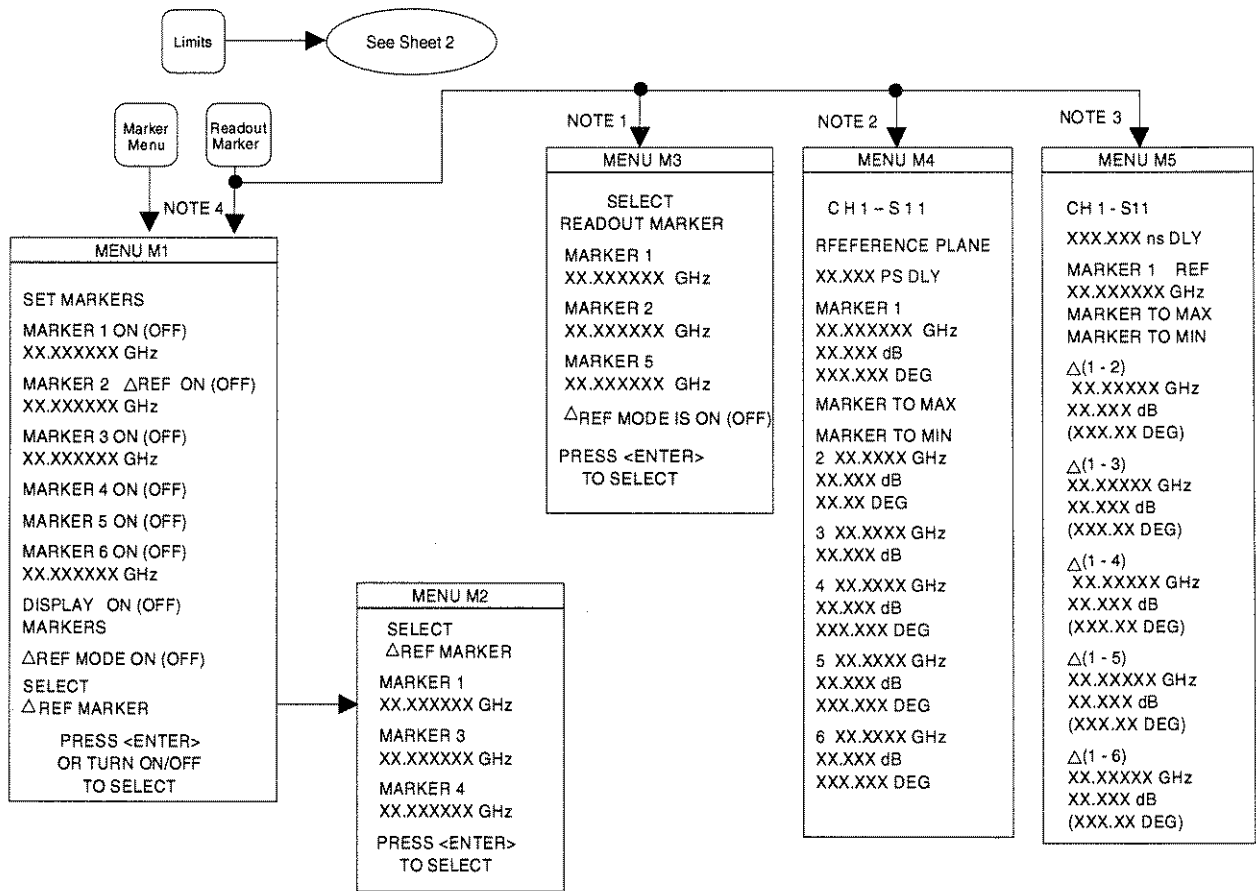 Limits
See Sheet 2
Marker
Menu
Readout
Marker
NOTE 1
NOTE 2
NOTE 3
NOTE 4
MENU M1
SET MARKERS
MARKER 1 ON (OFF)
XX.XXXXXX GHz
MARKER 2 △REF ON (OFF)
XX.XXXXXX GHz
MARKER 3 ON (OFF)
XX.XXXXXX GHz
MARKER 4 ON (OFF)
MARKER 5 ON (OFF)
MARKER 6 ON (OFF)
XX.XXXXXX GHz
DISPLAY ON (OFF)
MARKERS
△REF MODE ON (OFF)
SELECT
△REF MARKER
PRESS <ENTER>
OR TURN ON/OFF
TO SELECT
MENU M2
SELECT
△REF MARKER
MARKER 1
XX.XXXXXX GHz
MARKER 3
XX.XXXXXX GHz
MARKER 4
XX.XXXXXX GHz
PRESS <ENTER>
TO SELECT
MENU M3
SELECT
READOUT MARKER
MARKER 1
XX.XXXXXX GHz
MARKER 2
XX.XXXXXX GHz
MARKER 5
XX.XXXXXX GHz
△REF MODE IS ON (OFF)
PRESS <ENTER>
TO SELECT
MENU M4
CH 1 - S11
RFEFERENCE PLANE
XX.XXX PS DLY
MARKER 1
XX.XXXXXX GHz
XX.XXX dB
XXX.XXX DEG
MARKER TO MAX
MARKER TO MIN
2 XX.XXXX GHz
XX.XXX dB
XX.XX DEG
3 XX.XXXX GHz
XX.XXX dB
4 XX.XXXX GHz
XX.XXX dB
XXX.XXX DEG
5 XX.XXXX GHz
XX.XXX dB
XXX.XXX DEG
6 XX.XXXX GHz
XX.XXX dB
XXX.XXX DEG
MENU M5
CH 1 - S11
XXX.XXX ns DLY
MARKER 1 REF
XX.XXXXXX GHz
MARKER TO MAX
MARKER TO MIN
△(1 - 2)
XX.XXXXX GHz
XX.XXX dB
(XXX.XX DEG)
△(1 - 3)
XX.XXXXX GHz
XX.XXX dB
(XXX.XX DEG)
△(1 - 4)
XX.XXXXX GHz
XX.XXX dB
(XXX.XX DEG)
△(1 - 5)
XX.XXXXX GHz
XX.XXX dB
(XXX.XX DEG)
△(1 - 6)
XX.XXXXX GHz
XX.XXX dB
(XXX.XX DEG)